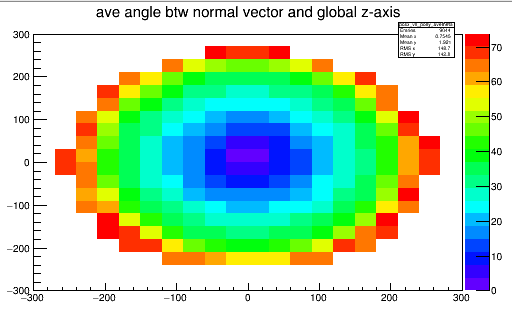 ave angle btw normal vector and global z-axis
Entries 9044
Mean x 0.7545
Mean y 1.921
RMS x 148.7
RMS y 142.8
300
200
100
0
−100
−200
−300
−300 −200 −100 0 100 200 300
70
60
50
40
30
20
10
0